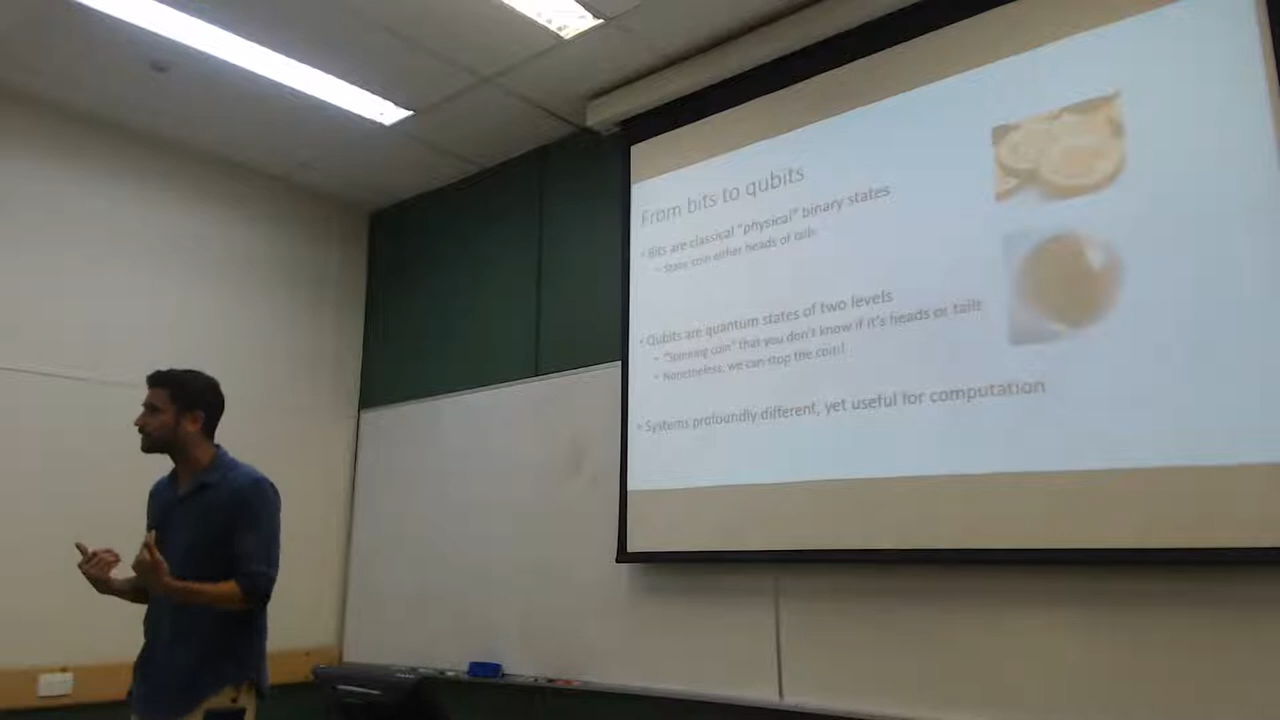 From bits to qubits
• Bits are classical "physical" binary states
– Static coin either heads or tails
• Qubits are quantum states of two levels
– "Spinning coin" that you don't know if it's heads or tails
– Nonetheless, we can stop the coin!
• Systems profoundly different, yet useful for computation